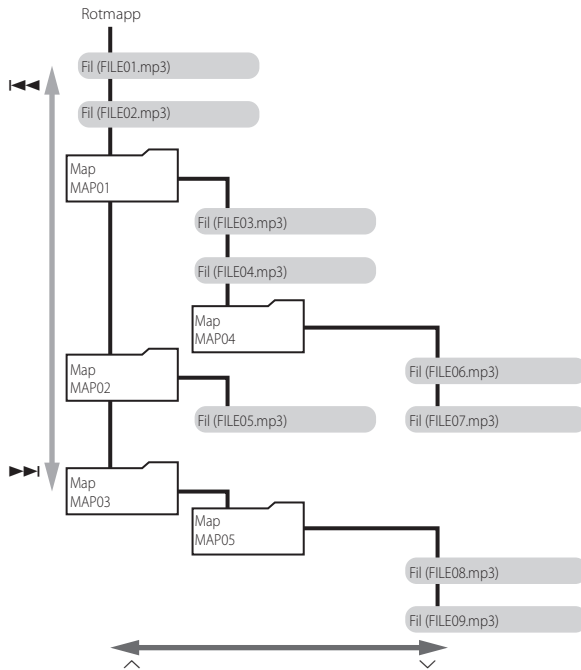 Rotmapp
Fil (FILE01.mp3)
Fil (FILE02.mp3)
Map
MAP01
Fil (FILE03.mp3)
Fil (FILE04.mp3)
Map
MAP04
Fil (FILE06.mp3)
Fil (FILE07.mp3)
Map
MAP02
Fil (FILE05.mp3)
Map
MAP03
Map
MAP05
Fil (FILE08.mp3)
Fil (FILE09.mp3)